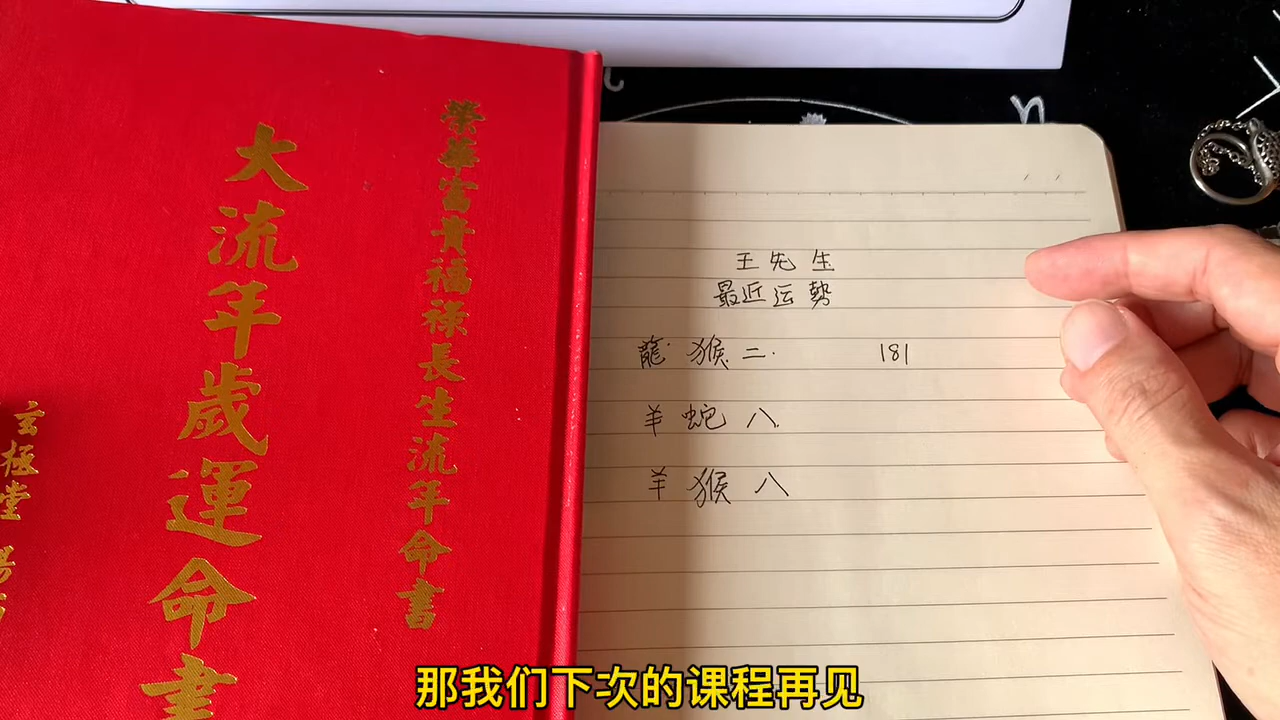 榮華富貴福祿長生流年命書
大流年歲運命書
玄極堂
王先生
最近运势
龍 猴 二 181
羊 蛇 八
羊 猴 八
那我们下次的课程再见